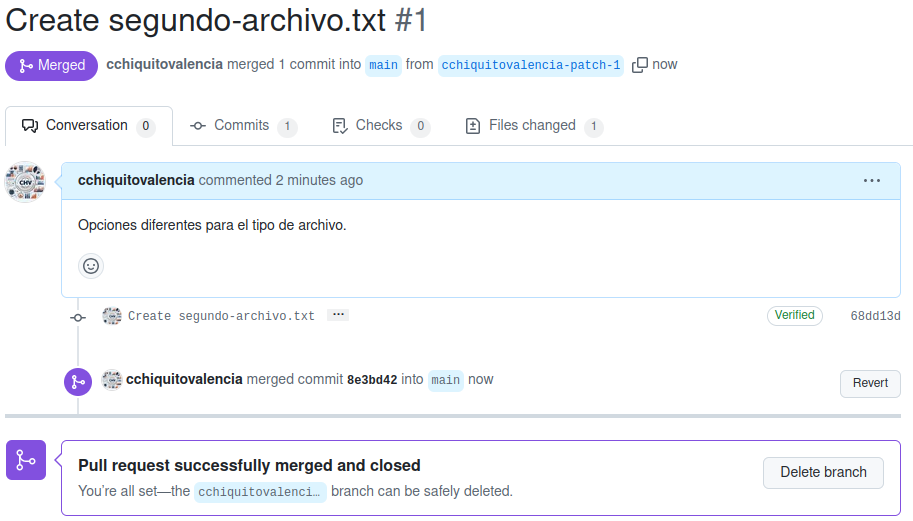 Create segundo-archivo.txt #1
Merged cchiquitovalencia merged 1 commit into main from cchiquitovalencia-patch-1 now
Conversation 0 Commits 1 Checks 0 Files changed 1
cchiquitovalencia commented 2 minutes ago ...
Opciones diferentes para el tipo de archivo.
Create segundo-archivo.txt ... Verified 68dd13d
cchiquitovalencia merged commit 8e3bd42 into main now Revert
Pull request successfully merged and closed
You're all set—the cchiquitovalenci… branch can be safely deleted. Delete branch
CHV